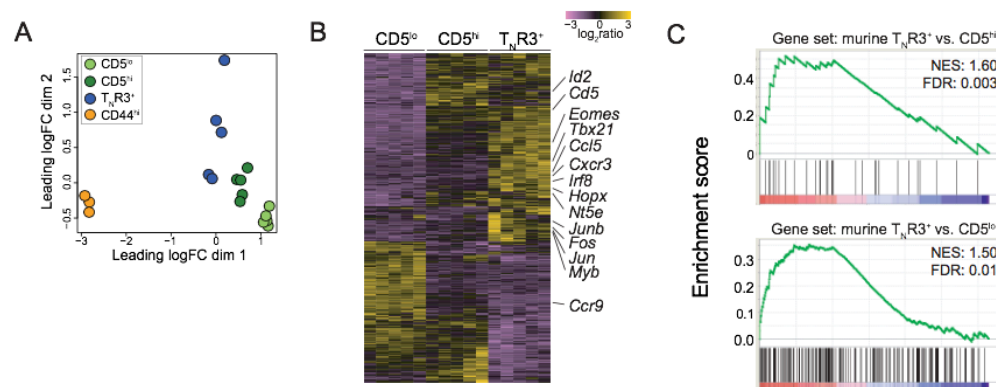 A
CD5lo
CD5hi
TNR3+
CD44hi
Leading logFC dim 2
1.5
1.0
0.5
0.0
−0.5
−3
−2
−1
0
1
Leading logFC dim 1
B
log2ratio
CD5lo CD5hi TNR3+
Id2
Cd5
Eomes
Tbx21
Ccl5
Cxcr3
Irf8
Hopx
Nt5e
Junb
Fos
Jun
Myb
Ccr9
C
Gene set: murine TNR3+ vs. CD5hi
NES: 1.60
FDR: 0.003
0.4
0.2
0
Enrichment score
Gene set: murine TNR3+ vs. CD5lo
NES: 1.50
FDR: 0.01
0.3
0.2
0.1
0.0